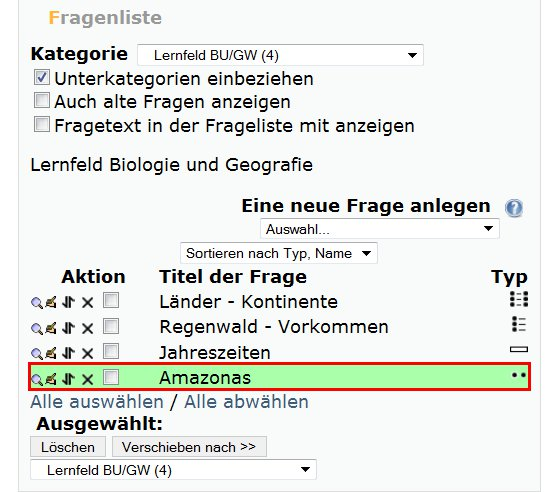 Fragenliste
Kategorie Lernfeld BU/GW (4)
Unterkategorien einbeziehen
Auch alte Fragen anzeigen
Fragetext in der Frageliste mit anzeigen
Lernfeld Biologie und Geografie
Eine neue Frage anlegen ?
Auswahl...
Sortieren nach Typ, Name
Aktion Titel der Frage Typ
Länder - Kontinente
Regenwald - Vorkommen
Jahreszeiten
Amazonas
Alle auswählen / Alle abwählen
Ausgewählt:
Löschen Verschieben nach >>
Lernfeld BU/GW (4)